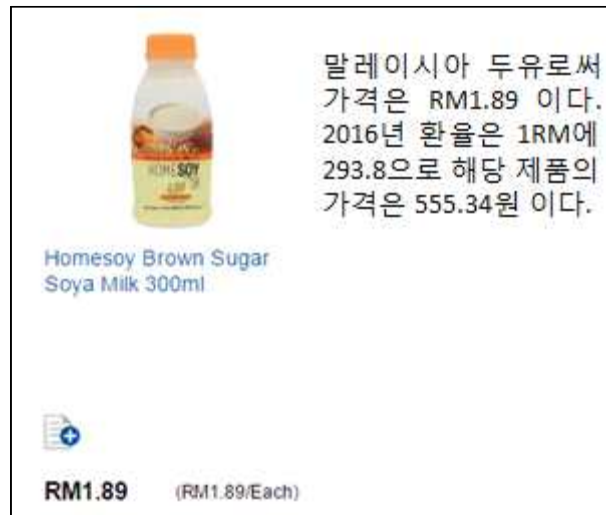 말레이시아 두유로써
가격은 RM1.89 이다.
2016년 환율은 1RM에
293.8으로 해당 제품의
가격은 555.34원 이다.
HOMESOY
Homesoy Brown Sugar
Soya Milk 300ml
RM1.89 (RM1.89/Each)